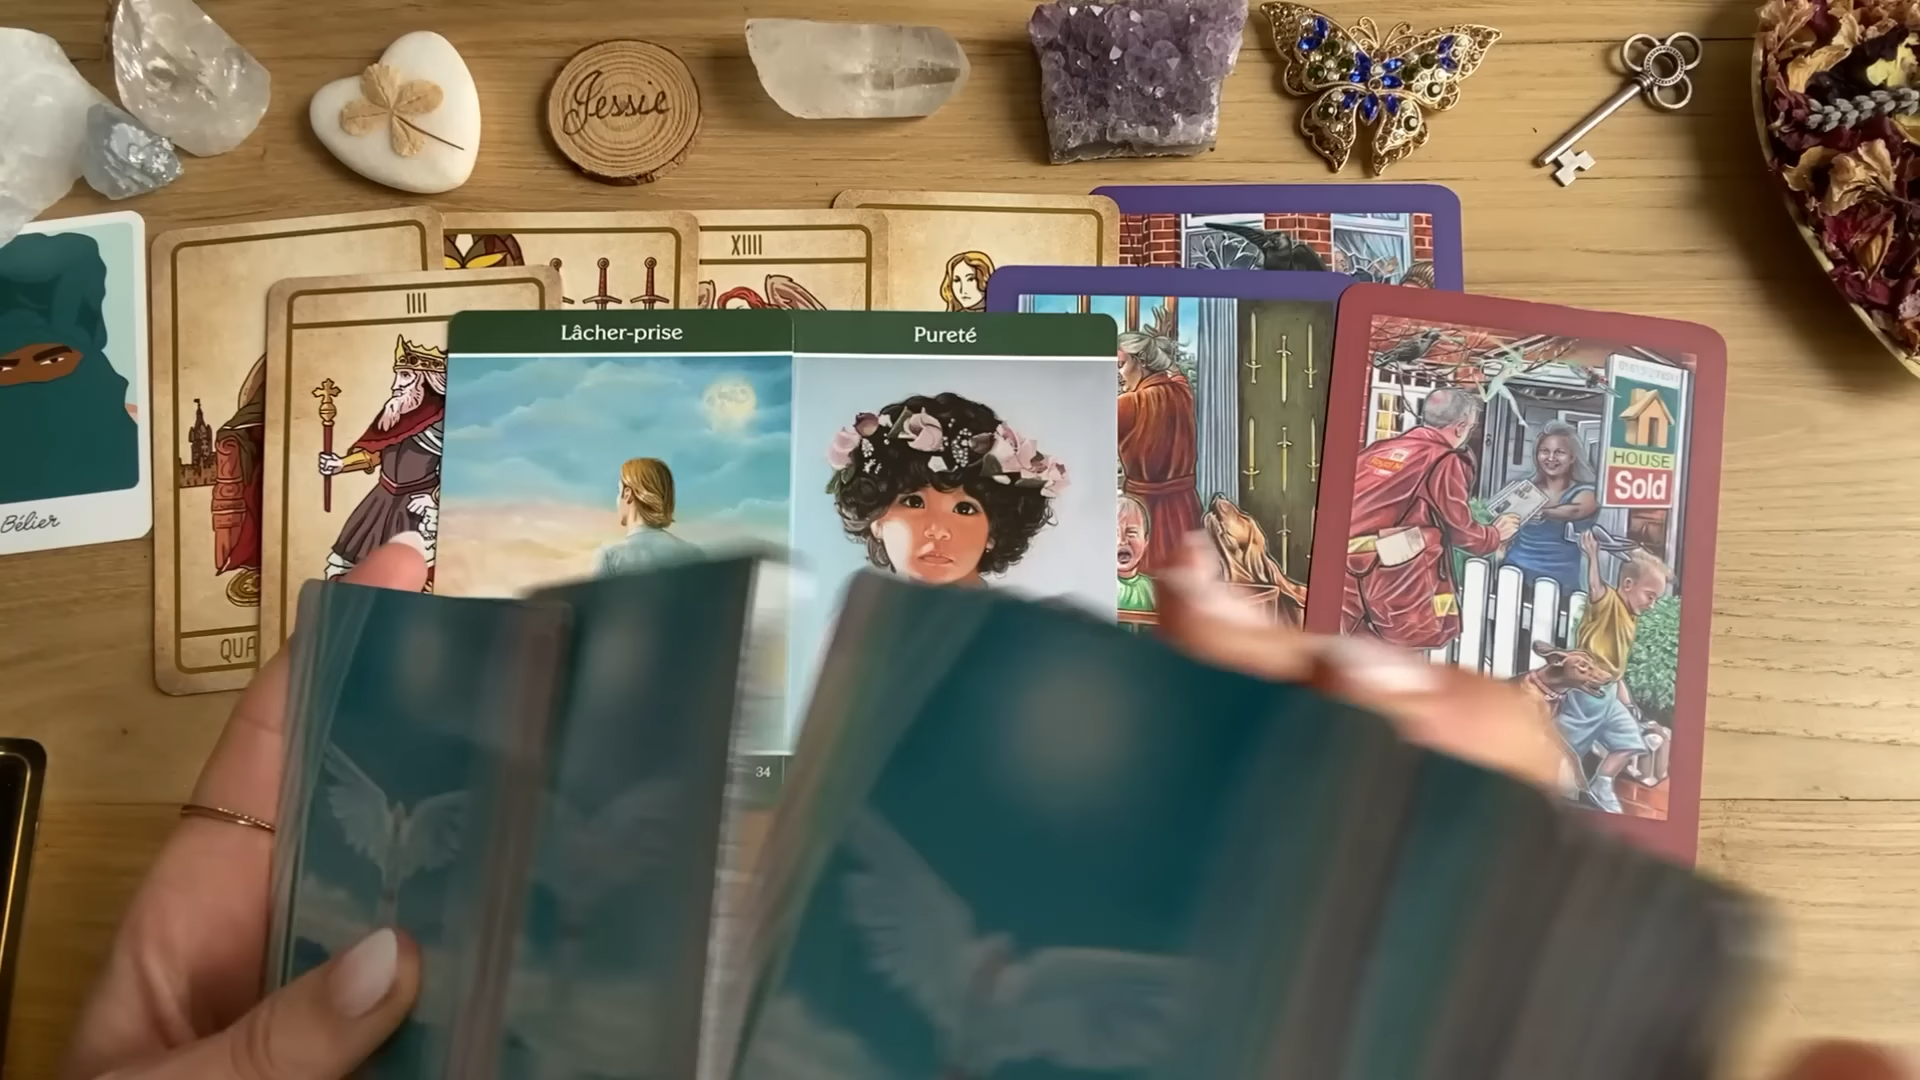 Jessie
XIIII
IIII
Lâcher-prise
Pureté
HOUSE
Sold
Bélier
QUA
34